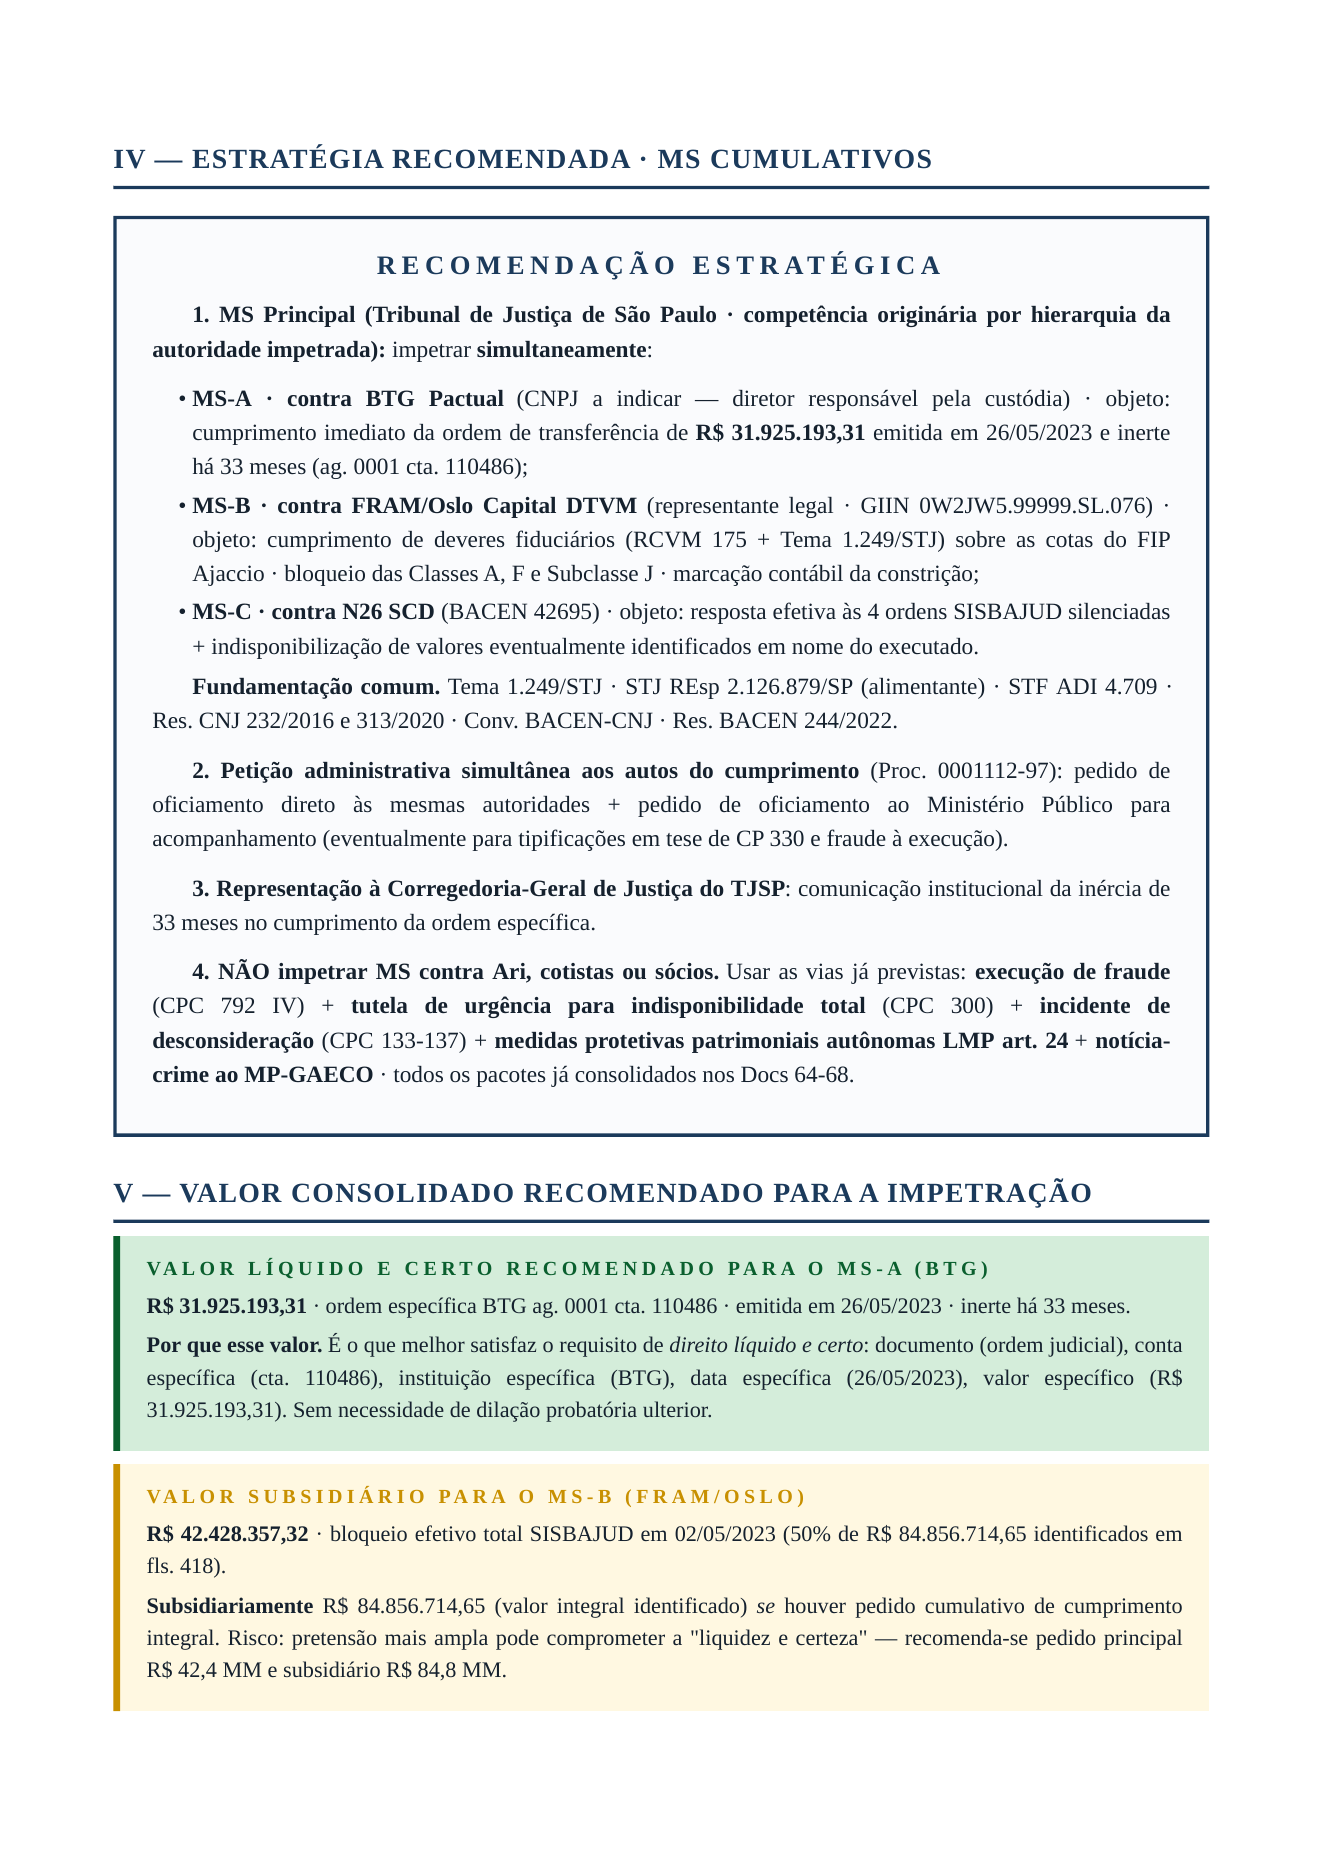 IV — ESTRATÉGIA RECOMENDADA · MS CUMULATIVOS
RECOMENDAÇÃO ESTRATÉGICA
1. MS Principal (Tribunal de Justiça de São Paulo · competência originária por hierarquia da
autoridade impetrada): impetrar simultaneamente:
• MS-A · contra BTG Pactual (CNPJ a indicar — diretor responsável pela custódia) · objeto:
cumprimento imediato da ordem de transferência de R$ 31.925.193,31 emitida em 26/05/2023 e inerte
há 33 meses (ag. 0001 cta. 110486);
• MS-B · contra FRAM/Oslo Capital DTVM (representante legal · GIIN 0W2JW5.99999.SL.076) ·
objeto: cumprimento de deveres fiduciários (RCVM 175 + Tema 1.249/STJ) sobre as cotas do FIP
Ajaccio · bloqueio das Classes A, F e Subclasse J · marcação contábil da constrição;
• MS-C · contra N26 SCD (BACEN 42695) · objeto: resposta efetiva às 4 ordens SISBAJUD silenciadas
+ indisponibilização de valores eventualmente identificados em nome do executado.
Fundamentação comum. Tema 1.249/STJ · STJ REsp 2.126.879/SP (alimentante) · STF ADI 4.709 ·
Res. CNJ 232/2016 e 313/2020 · Conv. BACEN-CNJ · Res. BACEN 244/2022.
2. Petição administrativa simultânea aos autos do cumprimento (Proc. 0001112-97): pedido de
oficiamento direto às mesmas autoridades + pedido de oficiamento ao Ministério Público para
acompanhamento (eventualmente para tipificações em tese de CP 330 e fraude à execução).
3. Representação à Corregedoria-Geral de Justiça do TJSP: comunicação institucional da inércia de
33 meses no cumprimento da ordem específica.
4. NÃO impetrar MS contra Ari, cotistas ou sócios. Usar as vias já previstas: execução de fraude
(CPC 792 IV) + tutela de urgência para indisponibilidade total (CPC 300) + incidente de
desconsideração (CPC 133-137) + medidas protetivas patrimoniais autônomas LMP art. 24 + notícia-
crime ao MP-GAECO · todos os pacotes já consolidados nos Docs 64-68.
V — VALOR CONSOLIDADO RECOMENDADO PARA A IMPETRAÇÃO
VALOR LÍQUIDO E CERTO RECOMENDADO PARA O MS-A (BTG)
R$ 31.925.193,31 · ordem específica BTG ag. 0001 cta. 110486 · emitida em 26/05/2023 · inerte há 33 meses.
Por que esse valor. É o que melhor satisfaz o requisito de direito líquido e certo: documento (ordem judicial), conta
específica (cta. 110486), instituição específica (BTG), data específica (26/05/2023), valor específico (R$
31.925.193,31). Sem necessidade de dilação probatória ulterior.
VALOR SUBSIDIÁRIO PARA O MS-B (FRAM/OSLO)
R$ 42.428.357,32 · bloqueio efetivo total SISBAJUD em 02/05/2023 (50% de R$ 84.856.714,65 identificados em
fls. 418).
Subsidiariamente R$ 84.856.714,65 (valor integral identificado) se houver pedido cumulativo de cumprimento
integral. Risco: pretensão mais ampla pode comprometer a "liquidez e certeza" — recomenda-se pedido principal
R$ 42,4 MM e subsidiário R$ 84,8 MM.